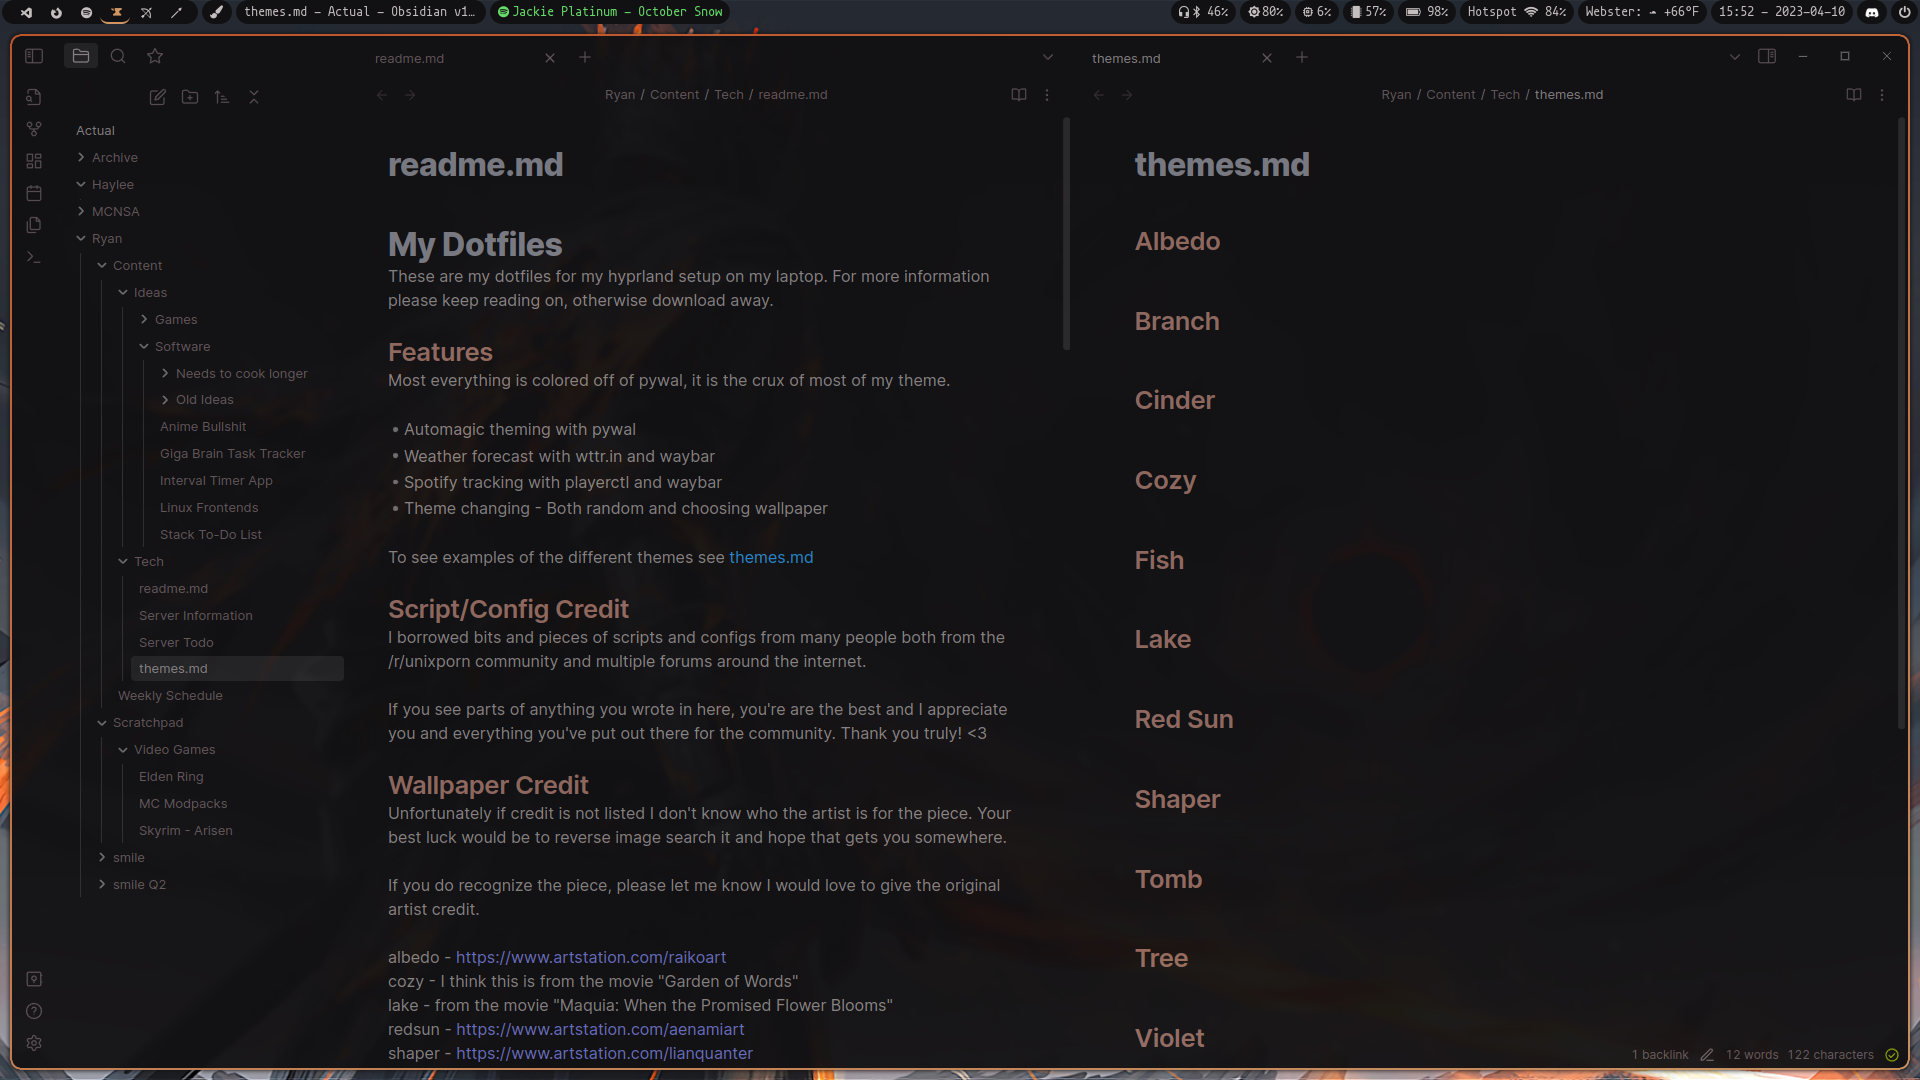 themes.md – Actual – Obsidian v1…
Jackie Platinum – October Snow
46%
80%
6%
57%
98%
Hotspot 84%
Webster: +66°F
15:52 – 2023-04-10
readme.md
themes.md
Ryan / Content / Tech / readme.md
Ryan / Content / Tech / themes.md
Actual
Archive
Haylee
MCNSA
Ryan
Content
Ideas
Games
Software
Needs to cook longer
Old Ideas
Anime Bullshit
Giga Brain Task Tracker
Interval Timer App
Linux Frontends
Stack To-Do List
Tech
readme.md
Server Information
Server Todo
themes.md
Weekly Schedule
Scratchpad
Video Games
Elden Ring
MC Modpacks
Skyrim - Arisen
smile
smile Q2
readme.md
My Dotfiles
These are my dotfiles for my hyprland setup on my laptop. For more information
please keep reading on, otherwise download away.
Features
Most everything is colored off of pywal, it is the crux of most of my theme.
• Automagic theming with pywal
• Weather forecast with wttr.in and waybar
• Spotify tracking with playerctl and waybar
• Theme changing - Both random and choosing wallpaper
To see examples of the different themes see themes.md
Script/Config Credit
I borrowed bits and pieces of scripts and configs from many people both from the
/r/unixporn community and multiple forums around the internet.
If you see parts of anything you wrote in here, you're are the best and I appreciate
you and everything you've put out there for the community. Thank you truly! <3
Wallpaper Credit
Unfortunately if credit is not listed I don't know who the artist is for the piece. Your
best luck would be to reverse image search it and hope that gets you somewhere.
If you do recognize the piece, please let me know I would love to give the original
artist credit.
albedo - https://www.artstation.com/raikoart
cozy - I think this is from the movie "Garden of Words"
lake - from the movie "Maquia: When the Promised Flower Blooms"
redsun - https://www.artstation.com/aenamiart
shaper - https://www.artstation.com/lianquanter
themes.md
Albedo
Branch
Cinder
Cozy
Fish
Lake
Red Sun
Shaper
Tomb
Tree
Violet
1 backlink
12 words
122 characters